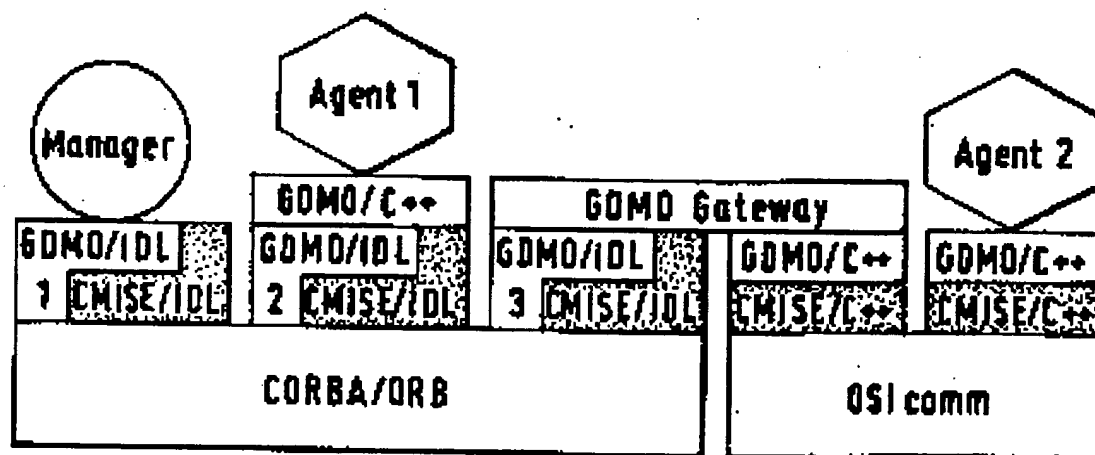 Agent 1
Manager
Agent 2
GDMO/C++
GDMO Gateway
GDMO/IDL
GDMO/IDL
GDMO/IDL
GDMO/C++
GDMO/C++
1 CMISE/IDL
2 CMISE/IDL
3 CMISE/IDL
CMISE/C++
CMISE/C++
CORBA/ORB
OSI comm